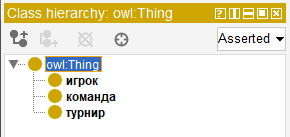 Class hierarchy: owl:Thing
Asserted
owl:Thing
игрок
команда
турнир